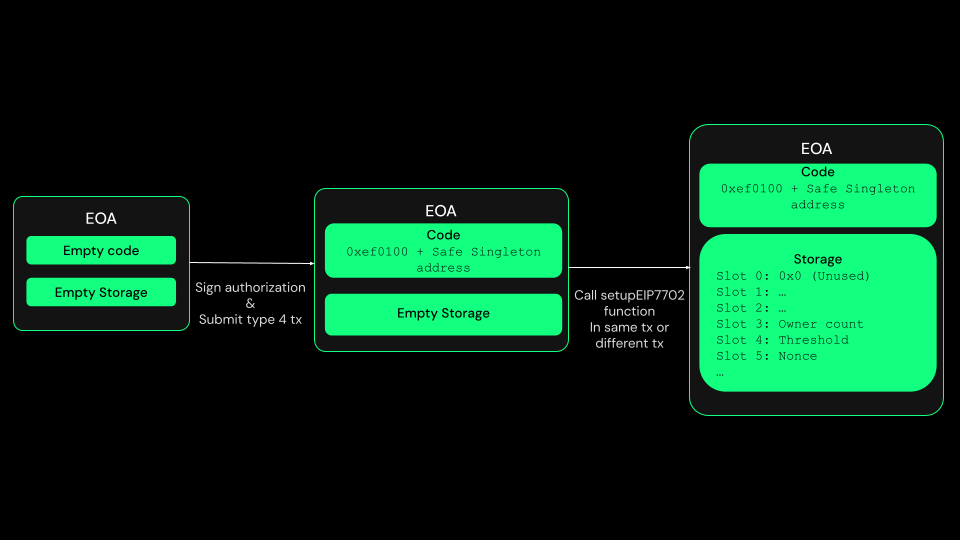 EOA
Empty code
Empty Storage
Sign authorization
&
Submit type 4 tx
EOA
Code
0xef0100 + Safe Singleton
address
Empty Storage
Call setupEIP7702
function
In same tx or
different tx
EOA
Code
0xef0100 + Safe Singleton
address
Storage
Slot 0: 0x0 (Unused)
Slot 1: …
Slot 2: …
Slot 3: Owner count
Slot 4: Threshold
Slot 5: Nonce
…